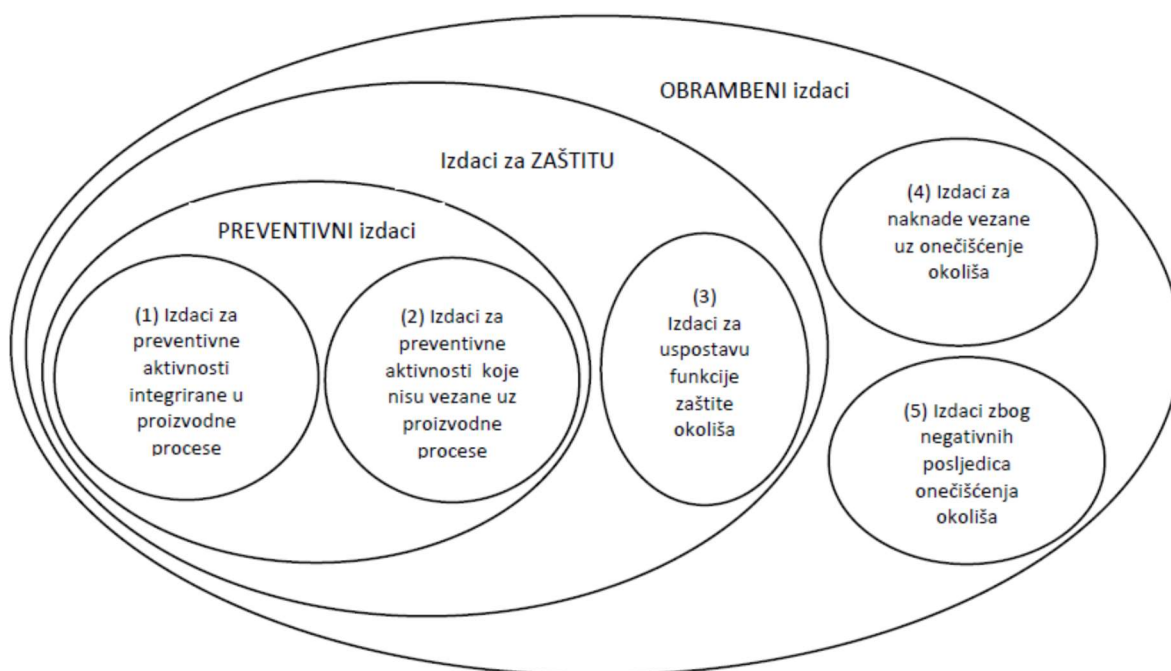 OBRAMBENI izdaci
Izdaci za ZAŠTITU
PREVENTIVNI izdaci
(1) Izdaci za
preventivne
aktivnosti
integrirane u
proizvodne
procese
(2) Izdaci za
preventivne
aktivnosti koje
nisu vezane uz
proizvodne
procese
(3)
Izdaci za
uspostavu
funkcije
zaštite
okoliša
(4) Izdaci za
naknade vezane
uz onečišćenje
okoliša
(5) Izdaci zbog
negativnih
posljedica
onečišćenja
okoliša